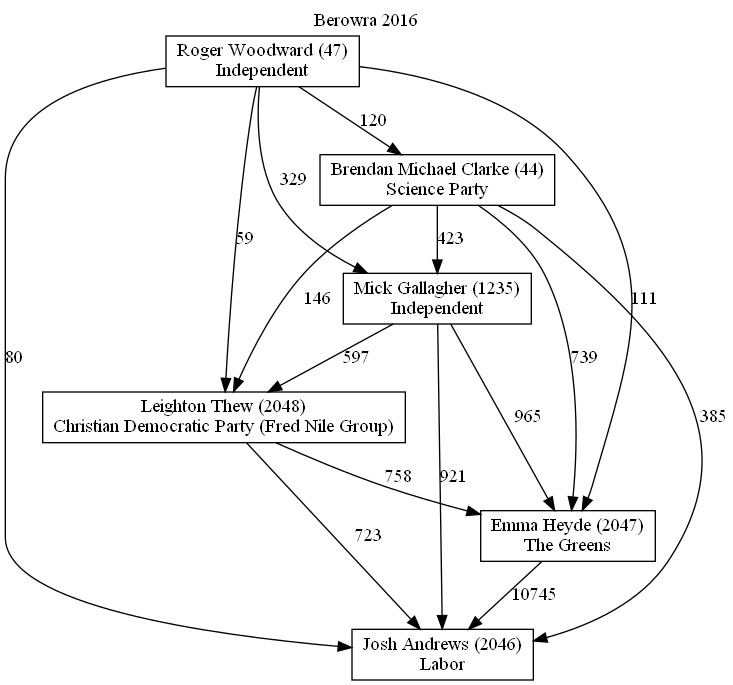 Berowra 2016
Roger Woodward (47)
Independent
120
Brendan Michael Clarke (44)
Science Party
329
59
423
146
111
Mick Gallagher (1235)
Independent
80
597
739
Leighton Thew (2048)
Christian Democratic Party (Fred Nile Group)
965
385
758
921
Emma Heyde (2047)
The Greens
723
10745
Josh Andrews (2046)
Labor